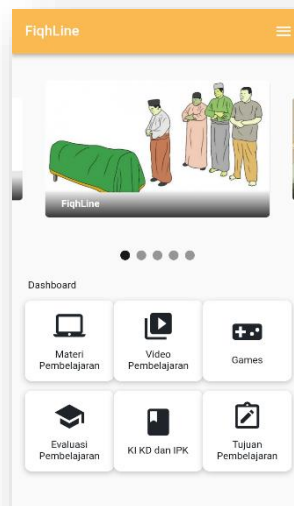 FiqhLine
FiqhLine
Dashboard
Materi
Pembelajaran
Video
Pembelajaran
Games
Evaluasi
Pembelajaran
KI KD dan IPK
Tujuan
Pembelajaran